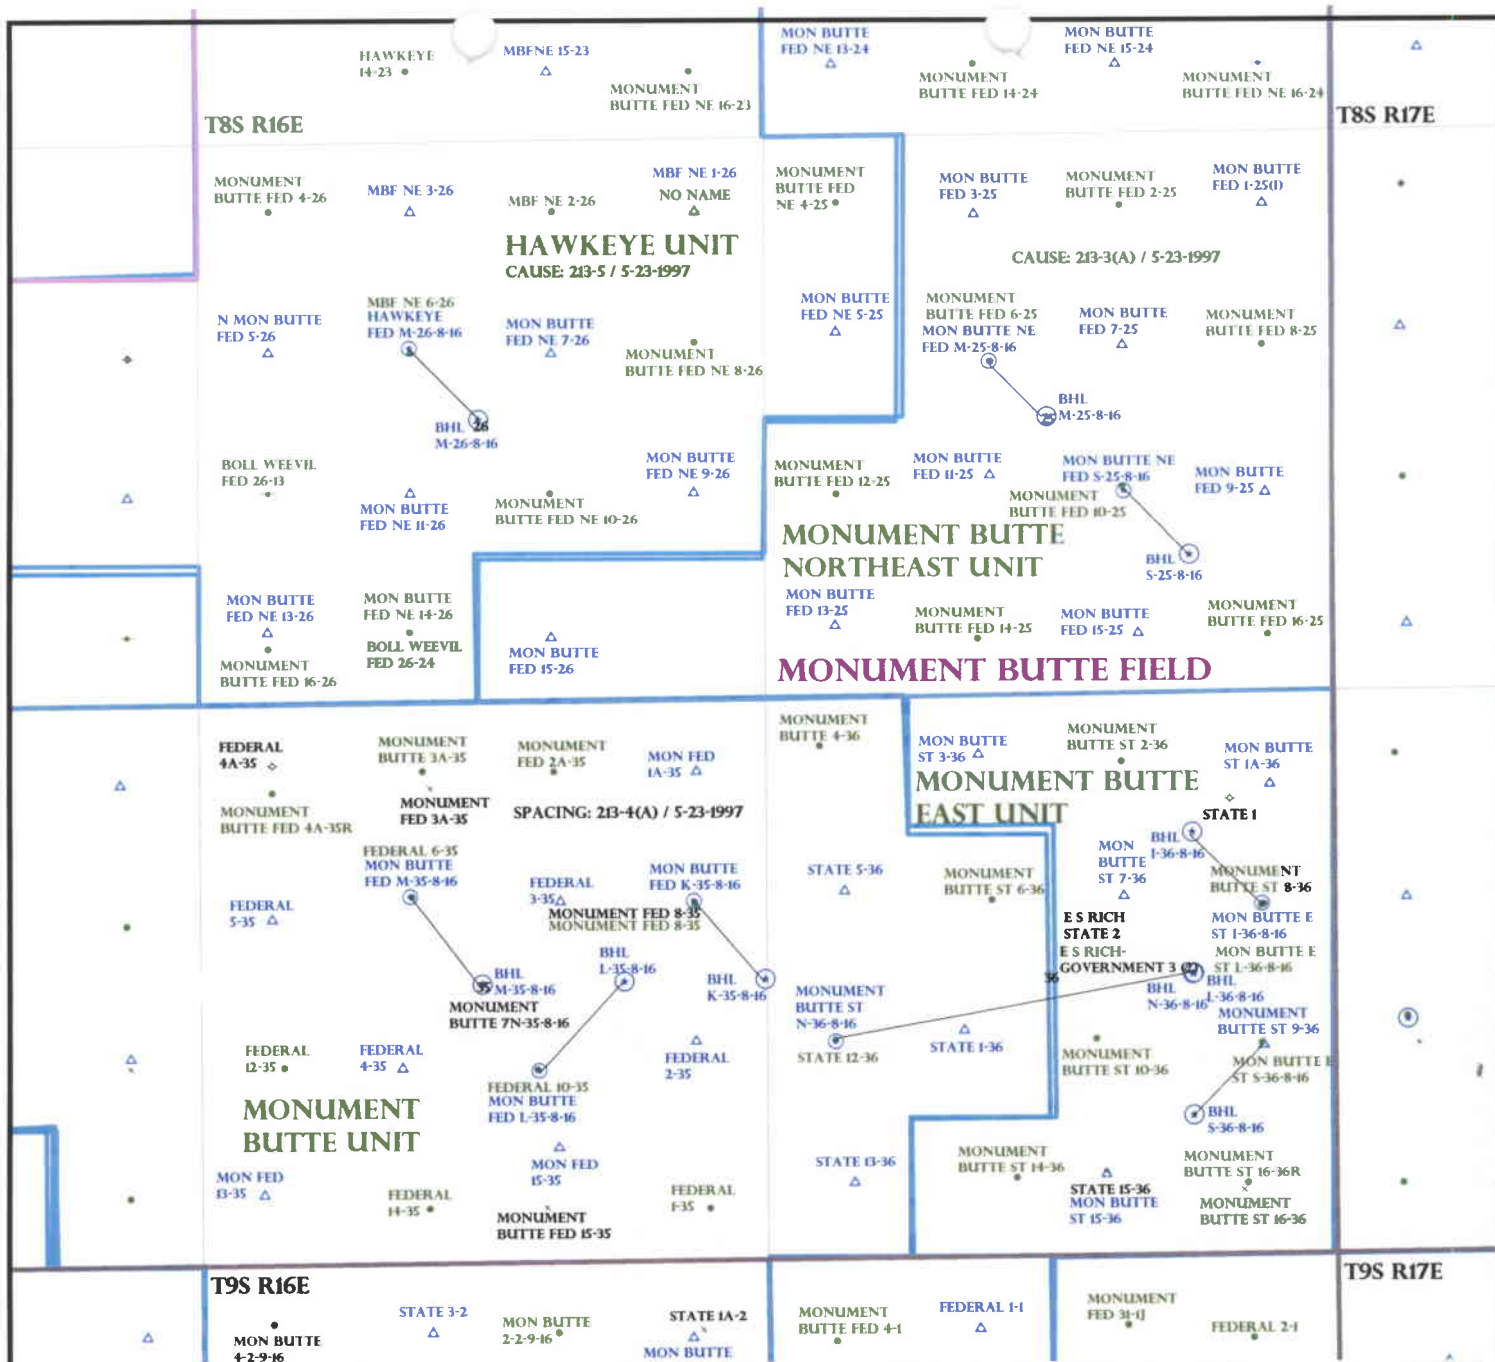 HAWKEYE
14-23
MBFNE 15-23
MONUMENT
BUTTE FED NE 16-23
MON BUTTE
FED NE 13-24
MONUMENT
BUTTE FED 14-24
MON BUTTE
FED NE 15-24
MONUMENT
BUTTE FED NE 16-24
T8S R16E
T8S R17E
MONUMENT
BUTTE FED 4-26
MBF NE 3-26
MBF NE 2-26
MBF NE 1-26
NO NAME
MONUMENT
BUTTE FED
NE 4-25
MON BUTTE
FED 3-25
MONUMENT
BUTTE FED 2-25
MON BUTTE
FED 1-25(I)
HAWKEYE UNIT
CAUSE: 213-5 / 5-23-1997
CAUSE: 213-3(A) / 5-23-1997
N MON BUTTE
FED 5-26
MBF NE 6-26
HAWKEYE
FED M-26-8-16
MON BUTTE
FED NE 7-26
MONUMENT
BUTTE FED NE 8-26
MON BUTTE
FED NE 5-25
MONUMENT
BUTTE FED 6-25
MON BUTTE NE
FED M-25-8-16
MON BUTTE
FED 7-25
MONUMENT
BUTTE FED 8-25
BHL 26
M-26-8-16
BHL
M-25-8-16
BOLL WEEVIL
FED 26-13
MON BUTTE
FED NE 11-26
MONUMENT
BUTTE FED NE 10-26
MON BUTTE
FED NE 9-26
MONUMENT
BUTTE FED 12-25
MON BUTTE
FED 11-25
MON BUTTE NE
FED S-25-8-16
MONUMENT
BUTTE FED 10-25
MON BUTTE
FED 9-25
MONUMENT BUTTE
NORTHEAST UNIT
BHL
S-25-8-16
MON BUTTE
FED NE 13-26
MONUMENT
BUTTE FED 16-26
MON BUTTE
FED NE 14-26
BOLL WEEVIL
FED 26-24
MON BUTTE
FED 15-26
MON BUTTE
FED 13-25
MONUMENT
BUTTE FED 14-25
MON BUTTE
FED 15-25
MONUMENT
BUTTE FED 16-25
MONUMENT BUTTE FIELD
FEDERAL
4A-35
MONUMENT
BUTTE FED 4A-35R
MONUMENT
BUTTE 3A-35
MONUMENT
FED 3A-35
MONUMENT
FED 2A-35
MON FED
1A-35
SPACING: 213-4(A) / 5-23-1997
MONUMENT
BUTTE 4-36
MON BUTTE
ST 3-36
MONUMENT
BUTTE ST 2-36
MON BUTTE
ST 1A-36
MONUMENT BUTTE
EAST UNIT
STATE 1
BHL
I-36-8-16
FEDERAL 6-35
MON BUTTE
FED M-35-8-16
FEDERAL
5-35
FEDERAL
3-35
MON BUTTE
FED K-35-8-16
MONUMENT FED 8-35
MONUMENT FED 8-35
STATE 5-36
MONUMENT
BUTTE ST 6-36
MON
BUTTE
ST 7-36
MONUMENT
BUTTE ST 8-36
MON BUTTE E
ST I-36-8-16
E S RICH
STATE 2
E S RICH-
GOVERNMENT 3
36
MON BUTTE E
ST L-36-8-16
BHL
M-35-8-16
35
MONUMENT
BUTTE 7N-35-8-16
BHL
L-35-8-16
BHL
K-35-8-16
MONUMENT
BUTTE ST
N-36-8-16
STATE 12-36
STATE 1-36
BHL
N-36-8-16
BHL
L-36-8-16
MONUMENT
BUTTE ST 9-36
MONUMENT
BUTTE ST 10-36
MON BUTTE E
ST S-36-8-16
FEDERAL
12-35
FEDERAL
4-35
FEDERAL 10-35
MON BUTTE
FED L-35-8-16
FEDERAL
2-35
MONUMENT
BUTTE UNIT
BHL
S-36-8-16
MON FED
13-35
FEDERAL
14-35
MON FED
15-35
MONUMENT
BUTTE FED 15-35
FEDERAL
1-35
STATE 13-36
MONUMENT
BUTTE ST 14-36
STATE 15-36
MON BUTTE
ST 15-36
MONUMENT
BUTTE ST 16-36R
MONUMENT
BUTTE ST 16-36
T9S R16E
T9S R17E
MON BUTTE
4-2-9-16
STATE 3-2
MON BUTTE
2-2-9-16
STATE 1A-2
MON BUTTE
MONUMENT
BUTTE FED 4-1
FEDERAL 1-1
MONUMENT
FED 31-1J
FEDERAL 2-1